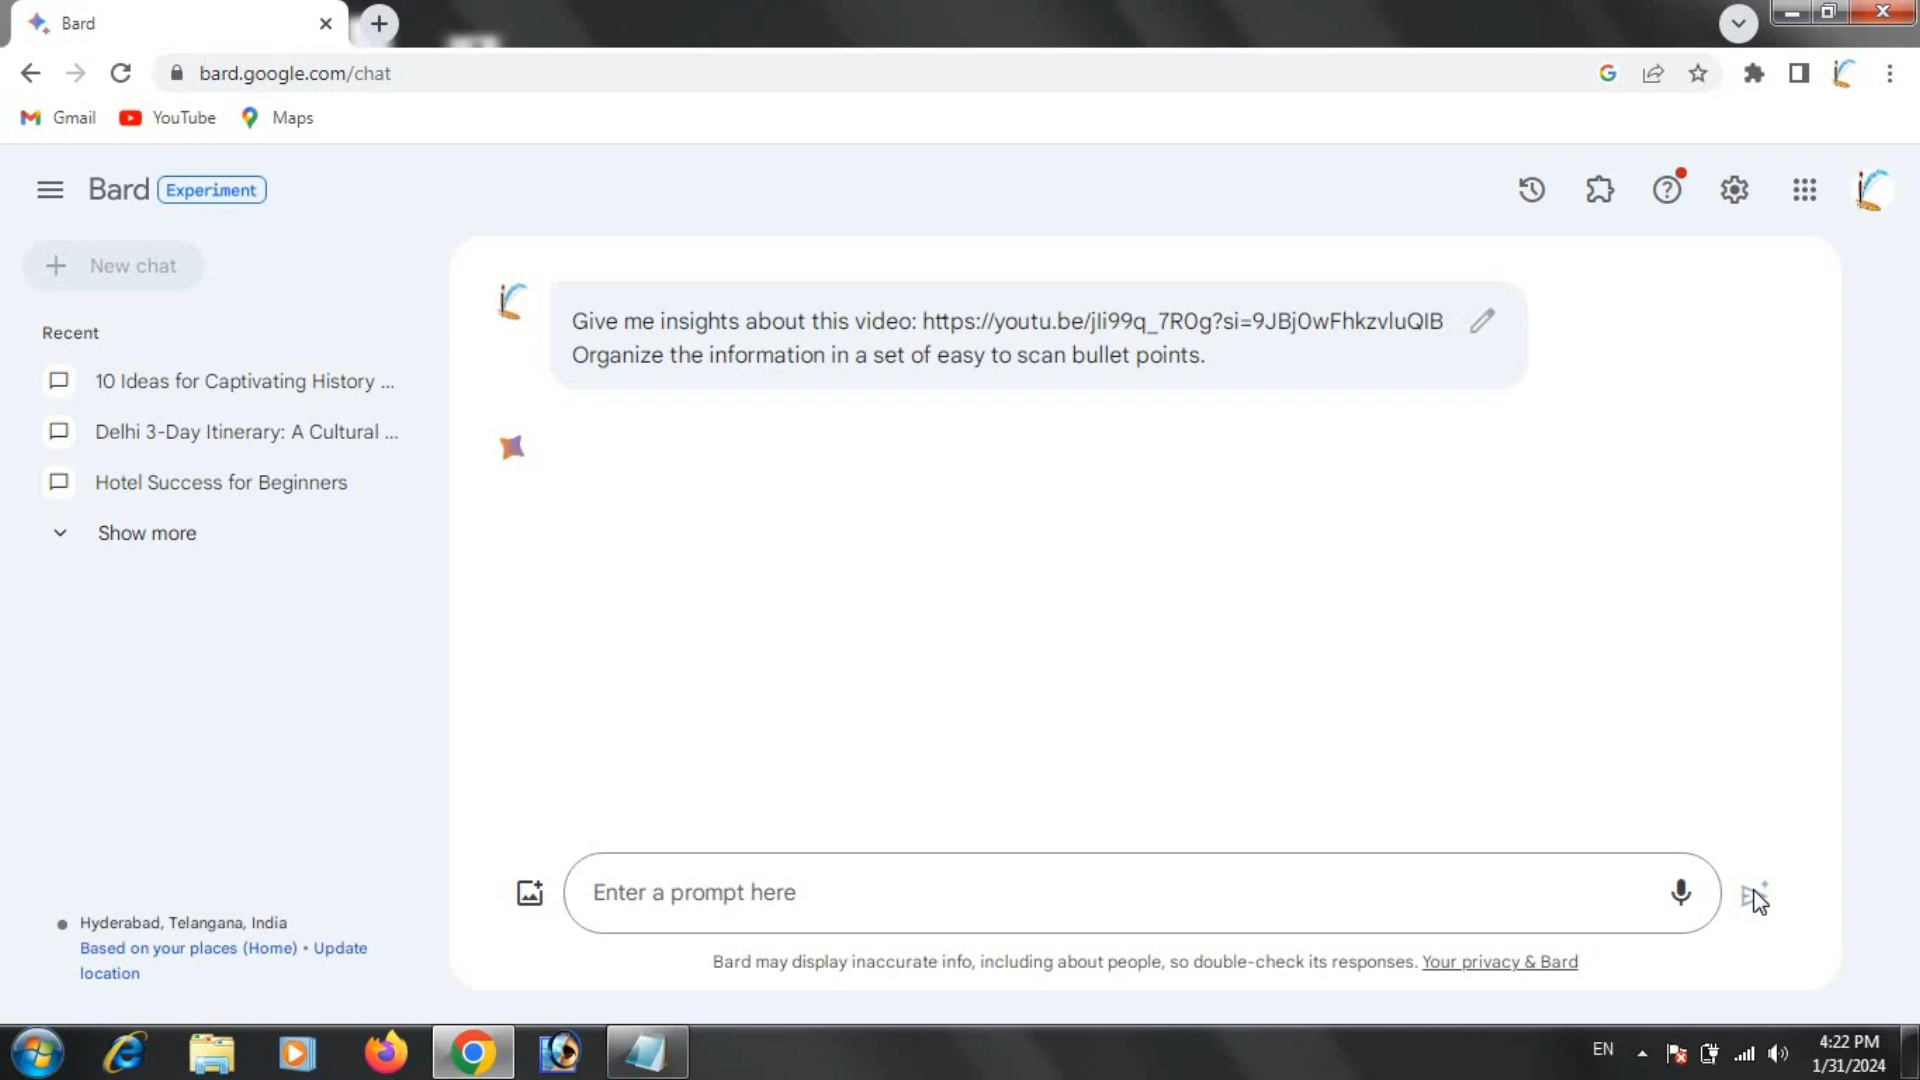 Bard
bard.google.com/chat
Gmail
YouTube
Maps
Bard
Experiment
New chat
Recent
10 Ideas for Captivating History ...
Delhi 3-Day Itinerary: A Cultural ...
Hotel Success for Beginners
Show more
Give me insights about this video: https://youtu.be/jIi99q_7R0g?si=9JBj0wFhkzvluQIB
Organize the information in a set of easy to scan bullet points.
Enter a prompt here
Bard may display inaccurate info, including about people, so double-check its responses. Your privacy & Bard
Hyderabad, Telangana, India
Based on your places (Home) • Update
location
EN
4:22 PM
1/31/2024